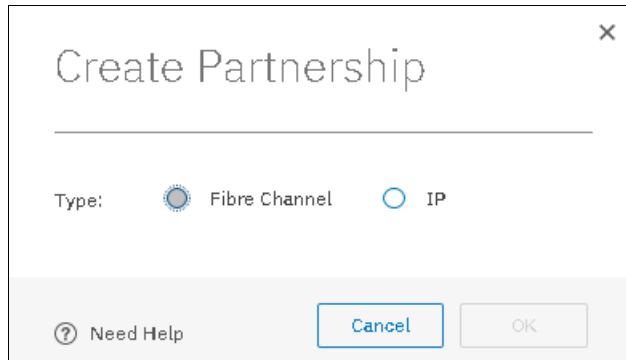 Create Partnership
Type: Fibre Channel IP
Need Help Cancel OK